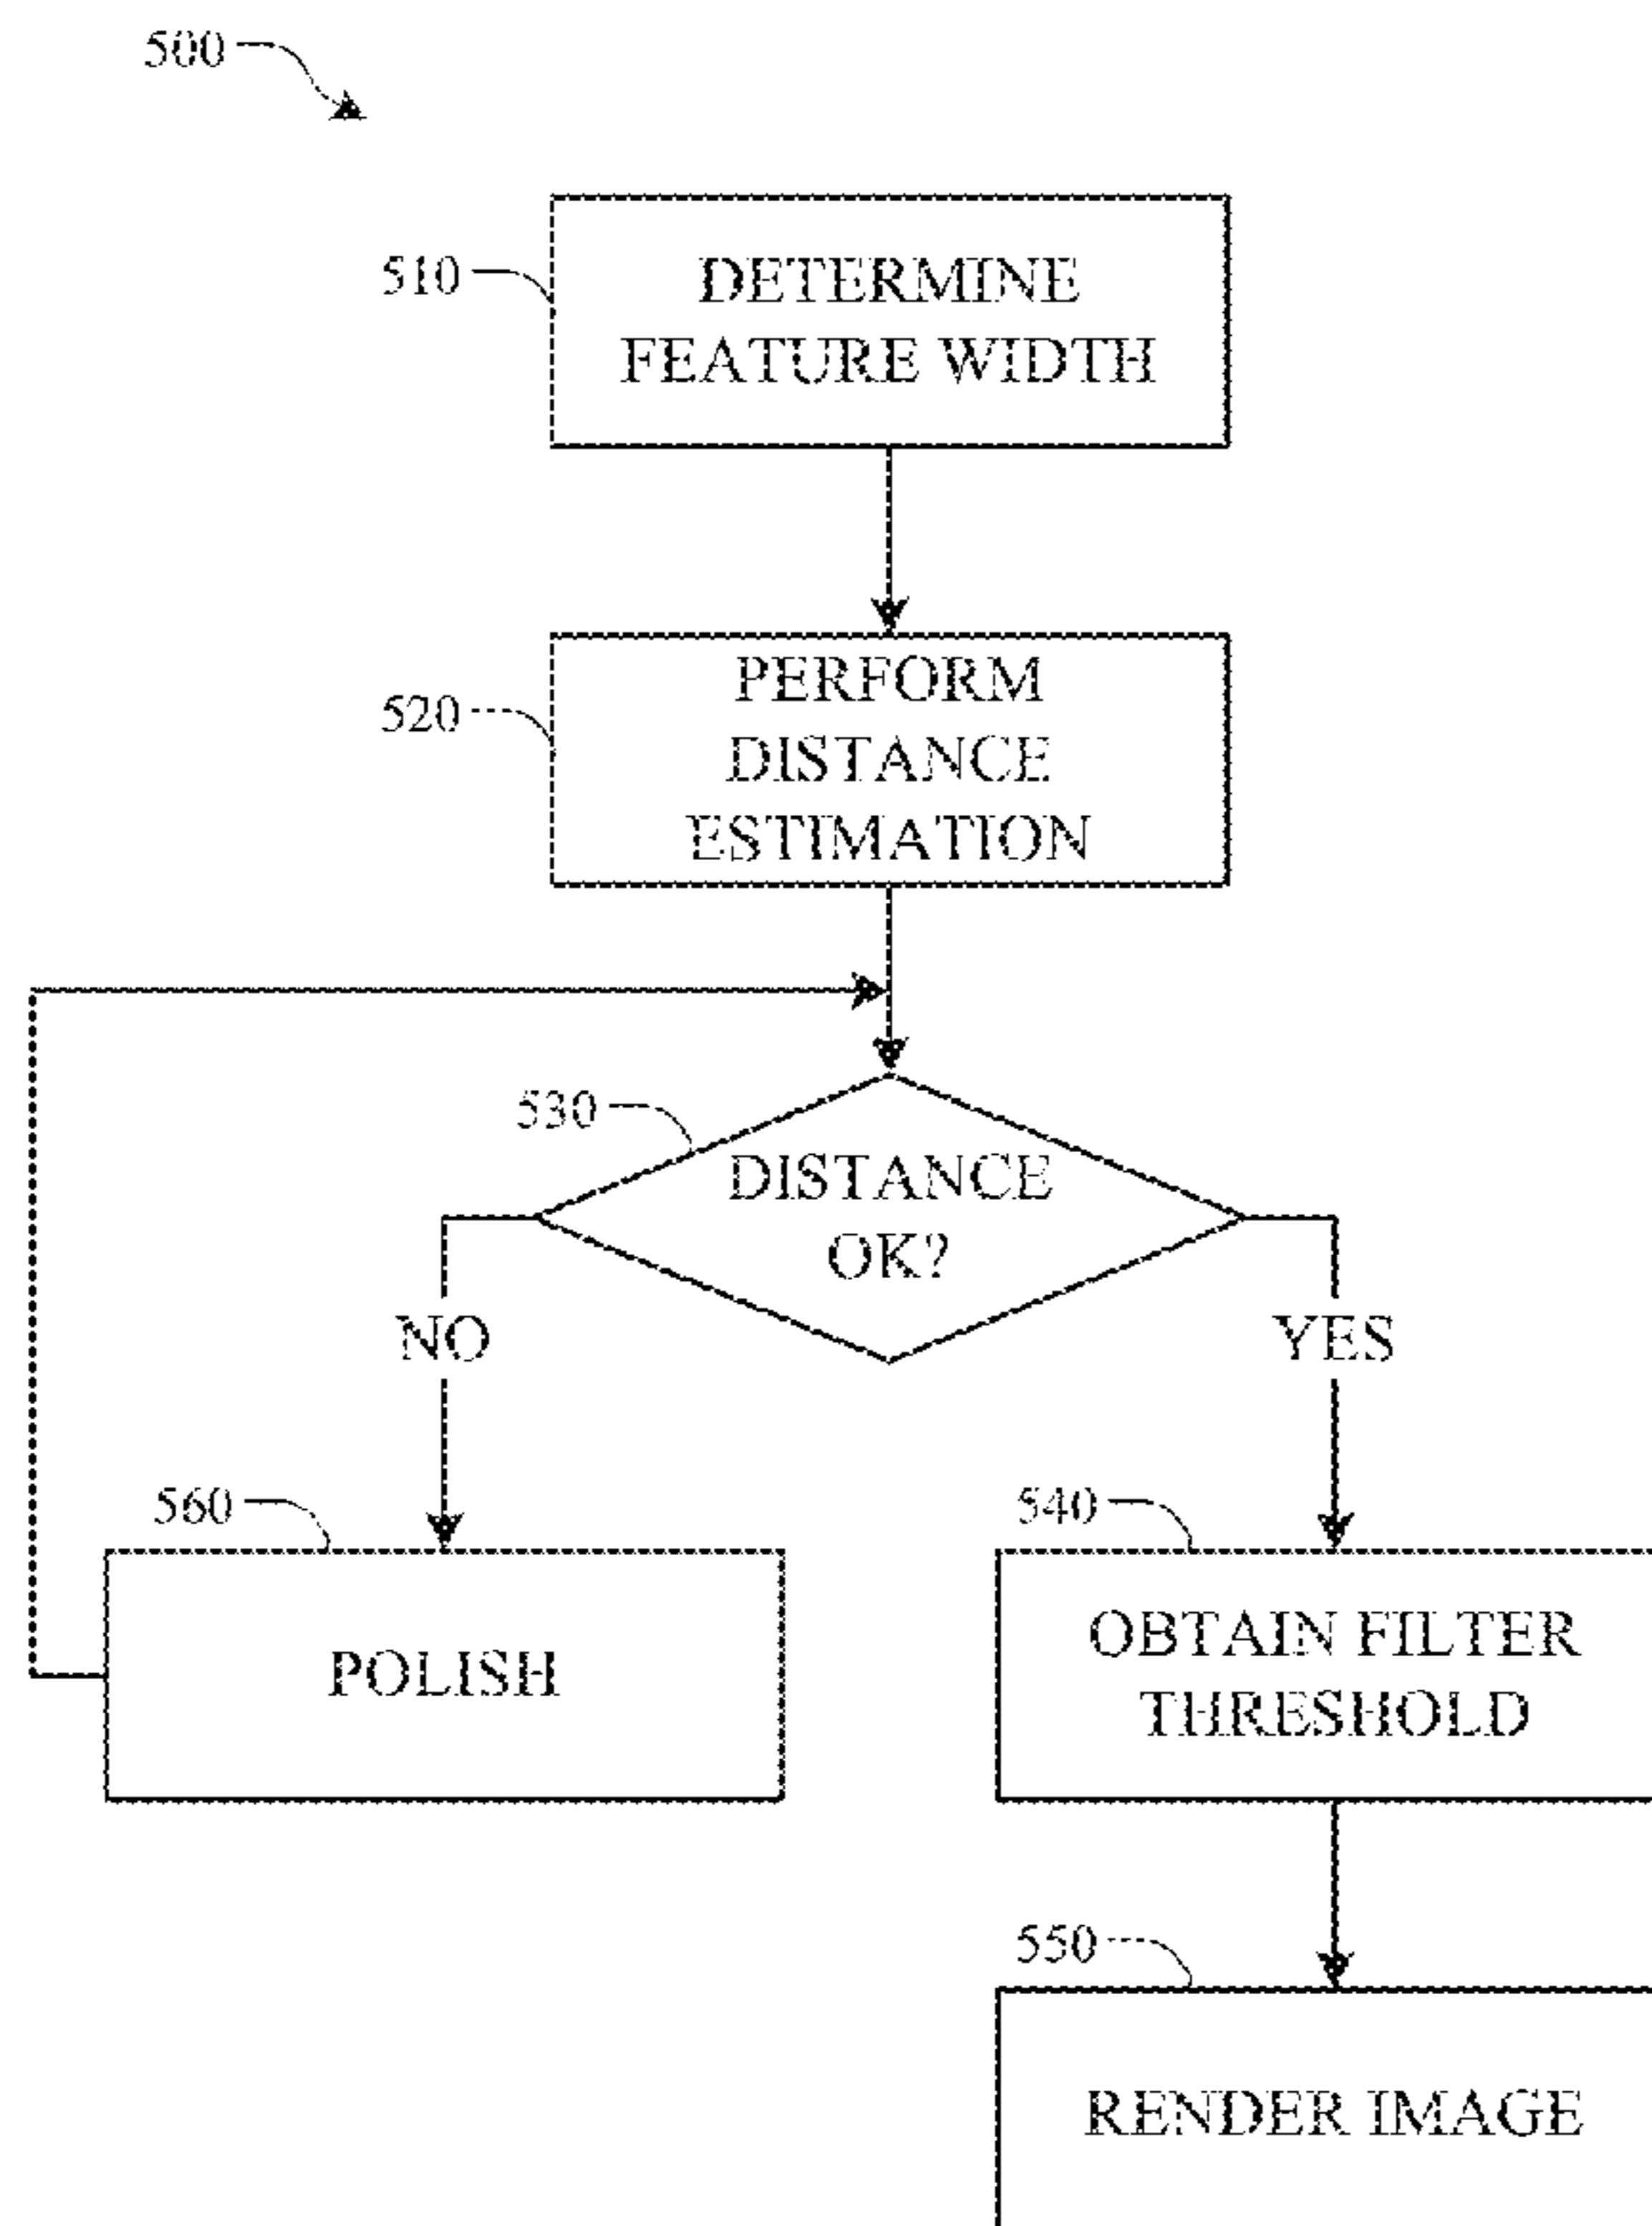 500
510
DETERMINE
FEATURE WIDTH
520
PERFORM
DISTANCE
ESTIMATION
530
DISTANCE
OK?
NO
YES
560
POLISH
540
OBTAIN FILTER
THRESHOLD
550
RENDER IMAGE